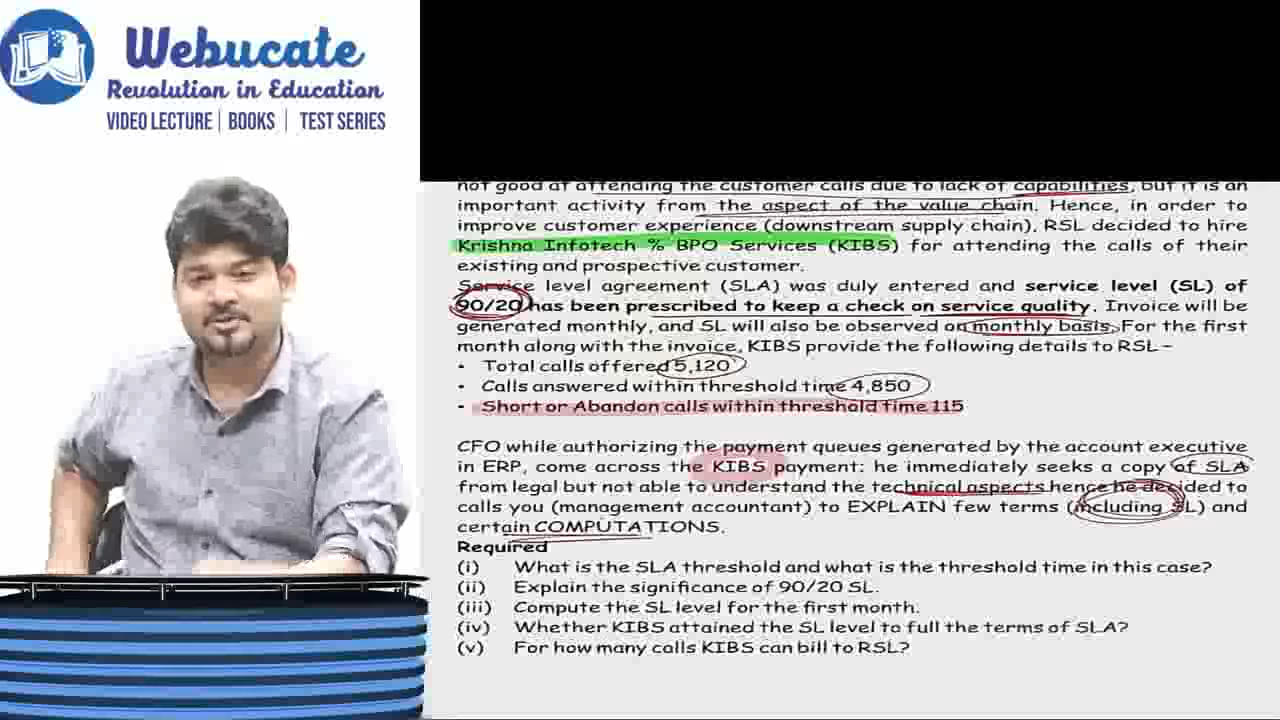 Webucate
Revolution in Education
VIDEO LECTURE | BOOKS | TEST SERIES
not good at attending the customer calls due to lack of capabilities, but it is an
important activity from the aspect of the value chain. Hence, in order to
improve customer experience (downstream supply chain), RSL decided to hire
Krishna Infotech % BPO Services (KIBS) for attending the calls of their
existing and prospective customer.
Service level agreement (SLA) was duly entered and service level (SL) of
90/20 has been prescribed to keep a check on service quality. Invoice will be
generated monthly, and SL will also be observed on monthly basis. For the first
month along with the invoice, KIBS provide the following details to RSL –
• Total calls offered 5,120
• Calls answered within threshold time 4,850
• Short or Abandon calls within threshold time 115
CFO while authorizing the payment queues generated by the account executive
in ERP, come across the KIBS payment: he immediately seeks a copy of SLA
from legal but not able to understand the technical aspects hence he decided to
calls you (management accountant) to EXPLAIN few terms (including SL) and
certain COMPUTATIONS.
Required
(i) What is the SLA threshold and what is the threshold time in this case?
(ii) Explain the significance of 90/20 SL.
(iii) Compute the SL level for the first month.
(iv) Whether KIBS attained the SL level to full the terms of SLA?
(v) For how many calls KIBS can bill to RSL?